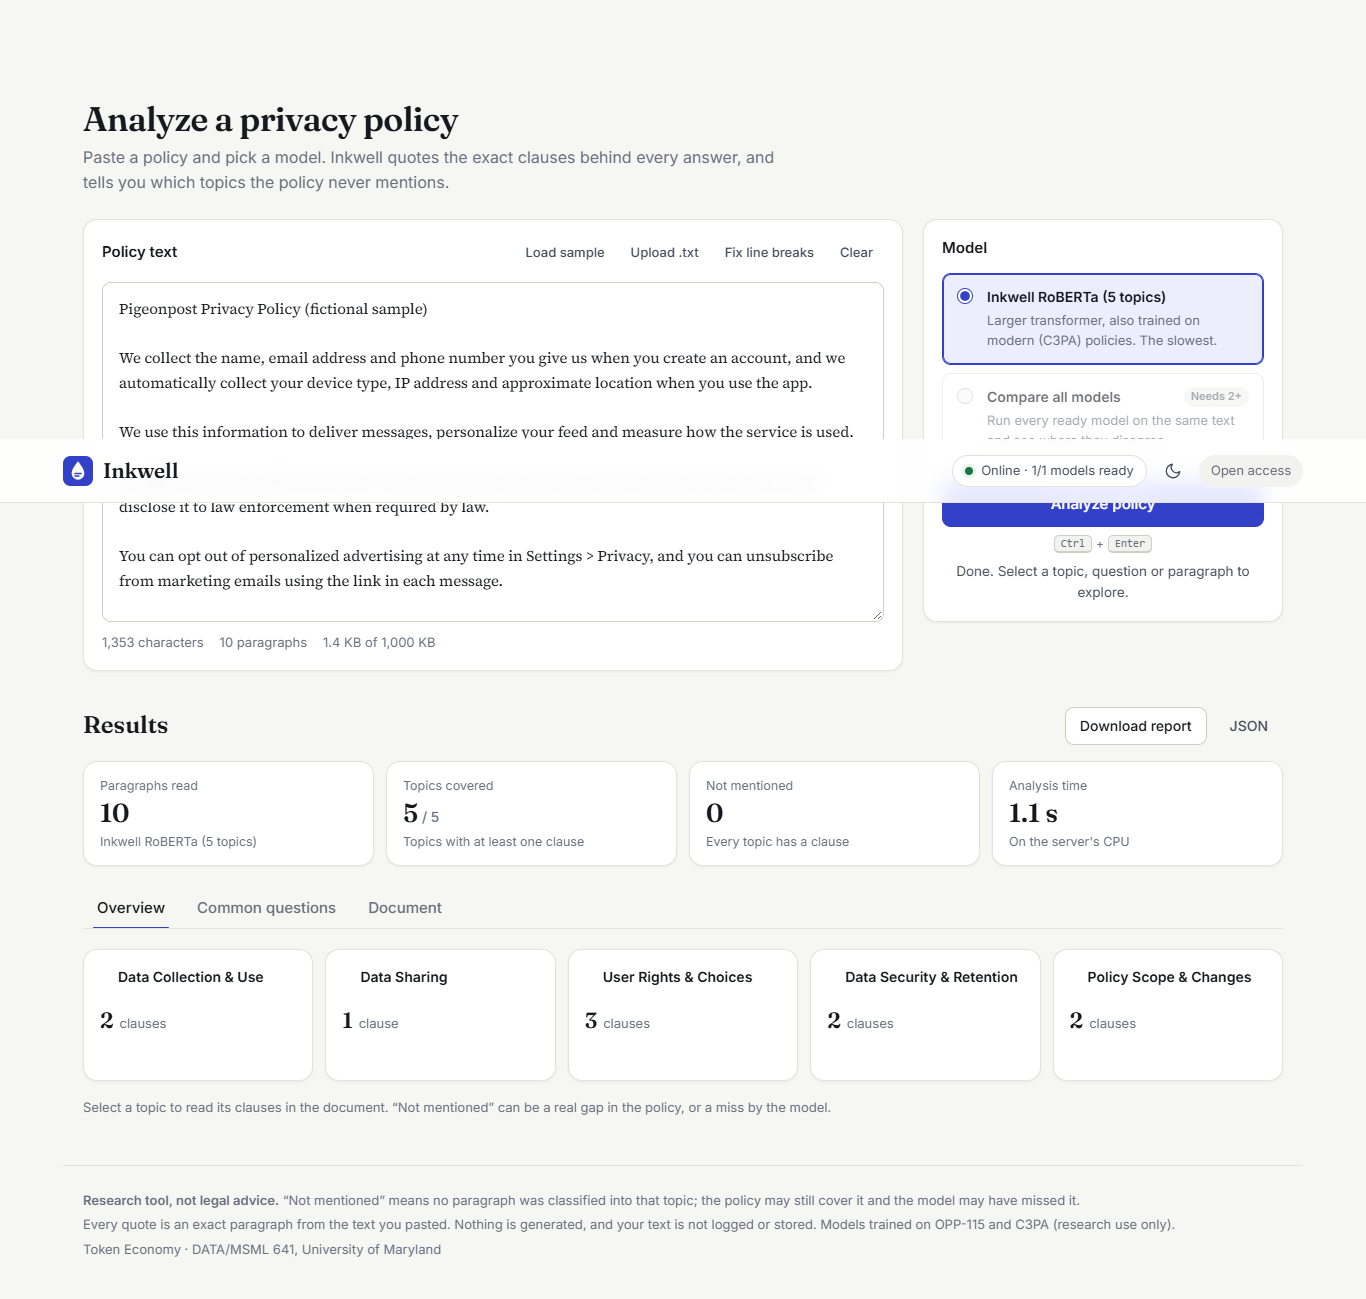 Analyze a privacy policy
Paste a policy and pick a model. Inkwell quotes the exact clauses behind every answer, and
tells you which topics the policy never mentions.
Policy text
Load sample
Upload .txt
Fix line breaks
Clear
Pigeonpost Privacy Policy (fictional sample)
We collect the name, email address and phone number you give us when you create an account, and we
automatically collect your device type, IP address and approximate location when you use the app.
We use this information to deliver messages, personalize your feed and measure how the service is used.
disclose it to law enforcement when required by law.
You can opt out of personalized advertising at any time in Settings > Privacy, and you can unsubscribe
from marketing emails using the link in each message.
1,353 characters
10 paragraphs
1.4 KB of 1,000 KB
Model
Inkwell RoBERTa (5 topics)
Larger transformer, also trained on
modern (C3PA) policies. The slowest.
Compare all models
Needs 2+
Run every ready model on the same text
and see where they disagree.
Inkwell
Online · 1/1 models ready
Open access
Analyze policy
Ctrl + Enter
Done. Select a topic, question or paragraph to
explore.
Results
Download report
JSON
Paragraphs read
10
Inkwell RoBERTa (5 topics)
Topics covered
5 / 5
Topics with at least one clause
Not mentioned
0
Every topic has a clause
Analysis time
1.1 s
On the server's CPU
Overview
Common questions
Document
Data Collection & Use
2 clauses
Data Sharing
1 clause
User Rights & Choices
3 clauses
Data Security & Retention
2 clauses
Policy Scope & Changes
2 clauses
Select a topic to read its clauses in the document. “Not mentioned” can be a real gap in the policy, or a miss by the model.
Research tool, not legal advice. “Not mentioned” means no paragraph was classified into that topic; the policy may still cover it and the model may have missed it.
Every quote is an exact paragraph from the text you pasted. Nothing is generated, and your text is not logged or stored. Models trained on OPP-115 and C3PA (research use only).
Token Economy · DATA/MSML 641, University of Maryland